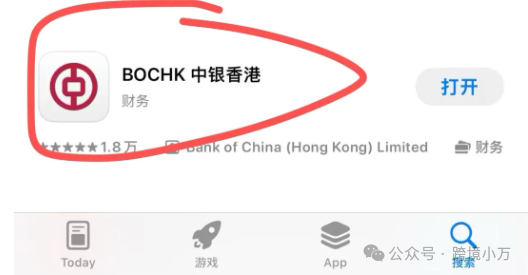 BOCHK 中银香港
财务
打开
★★★★★ 1.8 万
Bank of China (Hong Kong) Limited
财务
Today
游戏
App
搜索
公众号 · 跨境小万